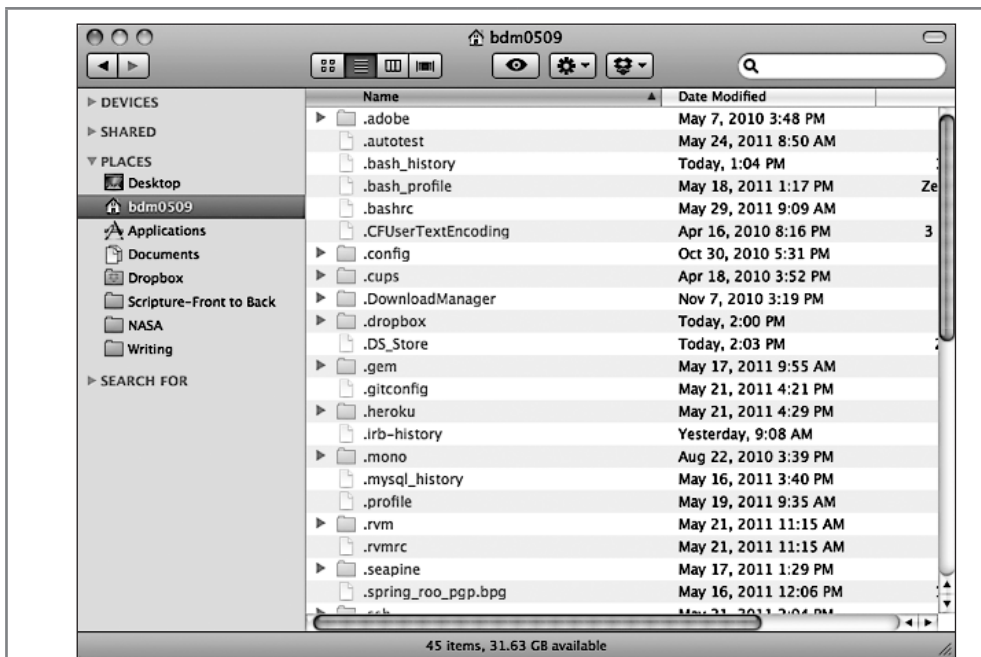 bdm0509
DEVICES
SHARED
PLACES
Desktop
bdm0509
Applications
Documents
Dropbox
Scripture-Front to Back
NASA
Writing
SEARCH FOR
Name Date Modified
.adobe May 7, 2010 3:48 PM
.autotest May 24, 2011 8:50 AM
.bash_history Today, 1:04 PM
.bash_profile May 18, 2011 1:17 PM Ze
.bashrc May 29, 2011 9:09 AM
.CFUserTextEncoding Apr 16, 2010 8:16 PM 3
.config Oct 30, 2010 5:31 PM
.cups Apr 18, 2010 3:52 PM
.DownloadManager Nov 7, 2010 3:19 PM
.dropbox Today, 2:00 PM
.DS_Store Today, 2:03 PM
.gem May 17, 2011 9:55 AM
.gitconfig May 21, 2011 4:21 PM
.heroku May 21, 2011 4:29 PM
.irb-history Yesterday, 9:08 AM
.mono Aug 22, 2010 3:39 PM
.mysql_history May 16, 2011 3:40 PM
.profile May 19, 2011 9:35 AM
.rvm May 21, 2011 11:15 AM
.rvmrc May 21, 2011 11:15 AM
.seapine May 17, 2011 1:29 PM
.spring_roo_pgp.bpg May 16, 2011 12:06 PM
.ssh May 21, 2011 2:04 PM
45 items, 31.63 GB available